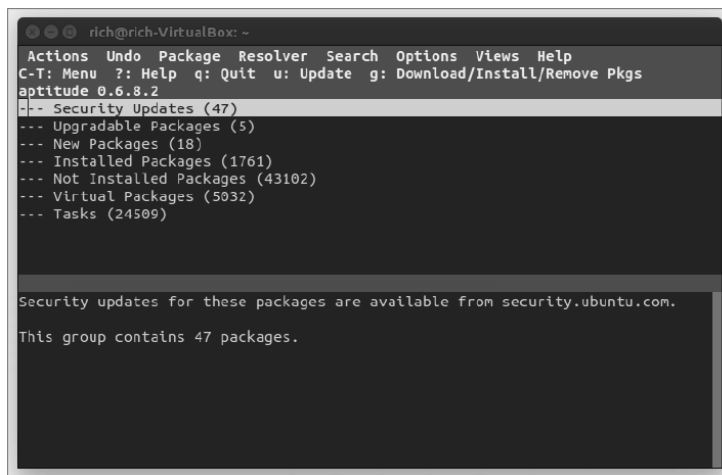 rich@rich-VirtualBox: ~
Actions Undo Package Resolver Search Options Views Help
C-T: Menu ?: Help q: Quit u: Update g: Download/Install/Remove Pkgs
aptitude 0.6.8.2
--- Security Updates (47)
--- Upgradable Packages (5)
--- New Packages (18)
--- Installed Packages (1761)
--- Not Installed Packages (43102)
--- Virtual Packages (5032)
--- Tasks (24509)
Security updates for these packages are available from security.ubuntu.com.
This group contains 47 packages.